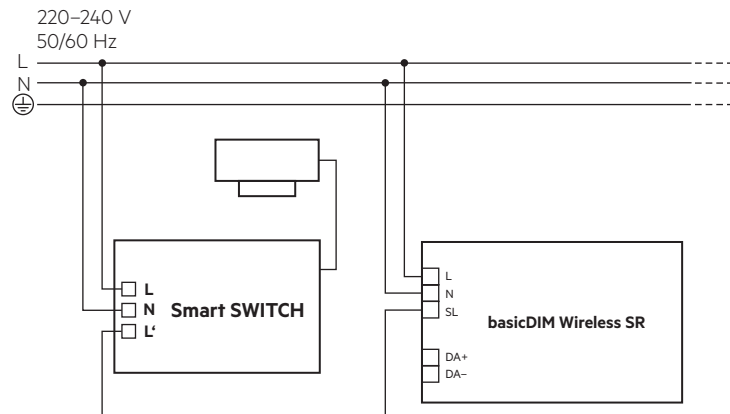 220–240 V
50/60 Hz
L
N
L
N
L‘
Smart SWITCH
L
N
SL
DA+
DA−
basicDIM Wireless SR